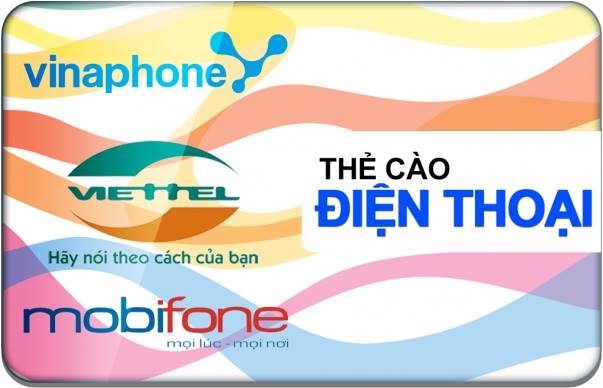 vinaphone
VIETTEL
Hãy nói theo cách của bạn
mobifone
mọi lúc - mọi nơi
THẺ CÀO
ĐIỆN THOẠI